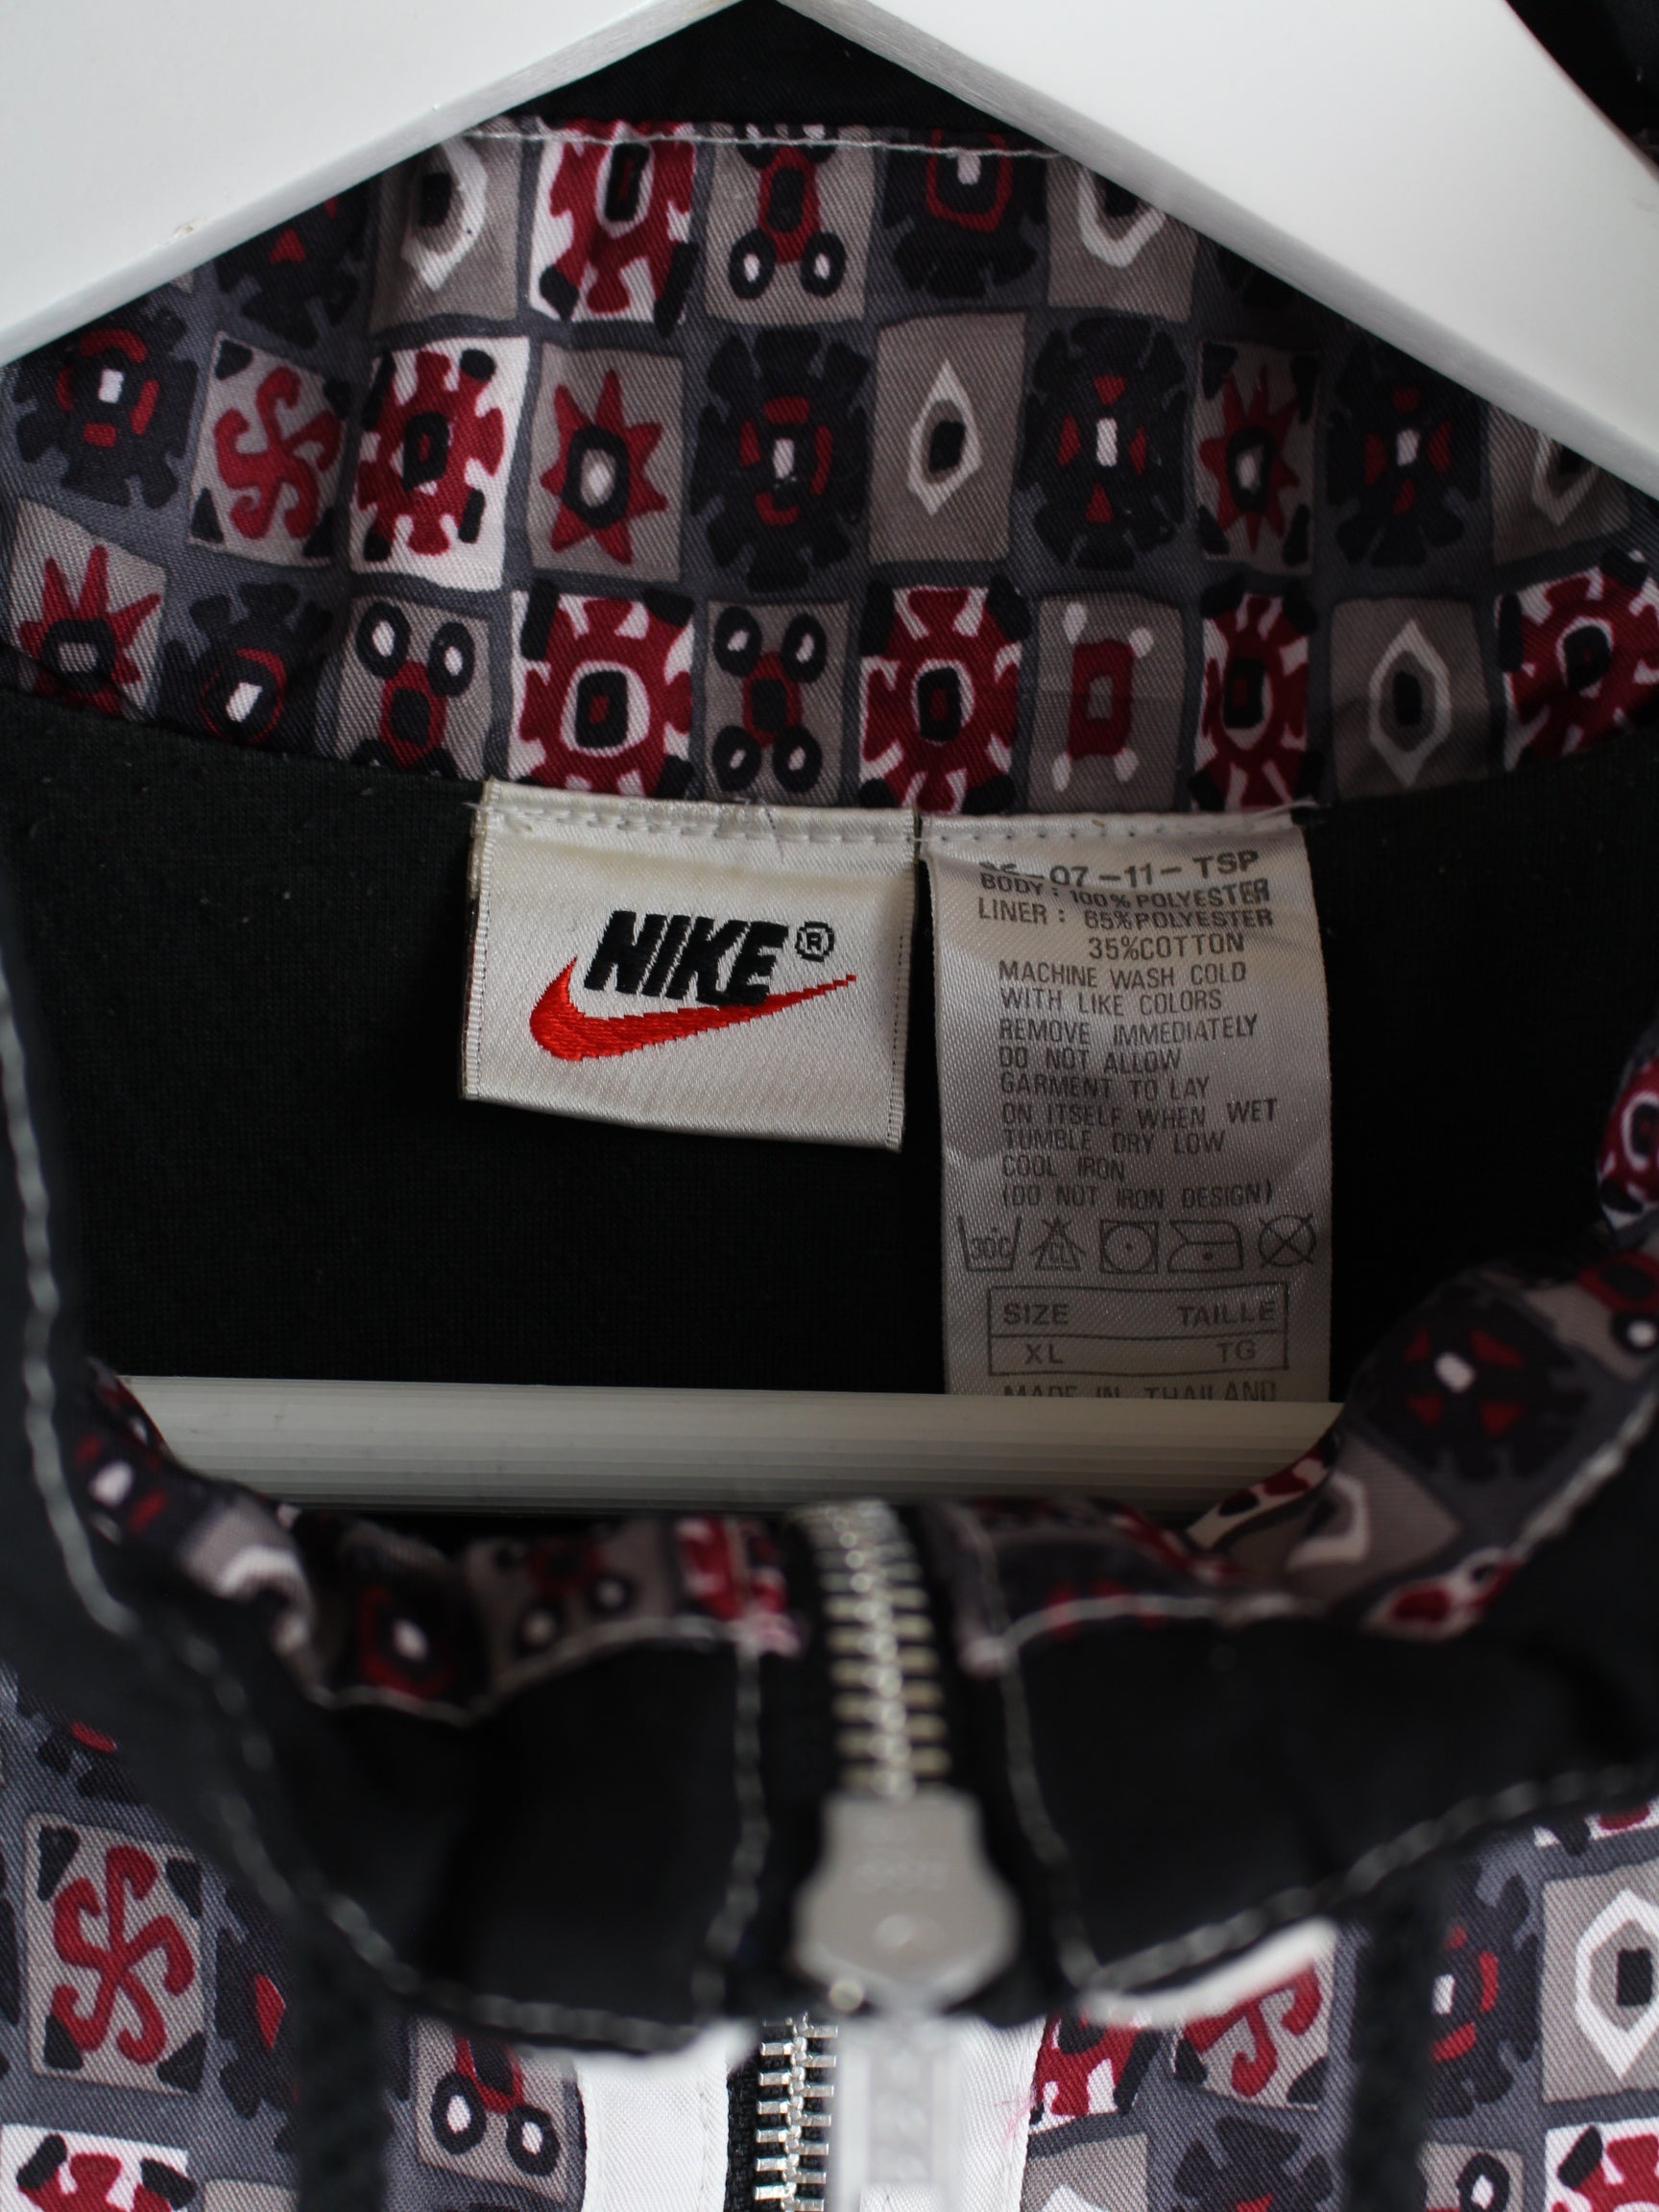 NIKE®
-07-11-TSP
BODY: 100%POLYESTER
LINER: 65%POLYESTER
35%COTTON
MACHINE WASH COLD
WITH LIKE COLORS
REMOVE IMMEDIATELY
DO NOT ALLOW
GARMENT TO LAY
ON ITSELF WHEN WET
TUMBLE DRY LOW
COOL IRON
(DO NOT IRON DESIGN)
30C CL
SIZE TAILLE
XL TG
MADE IN THAILAND